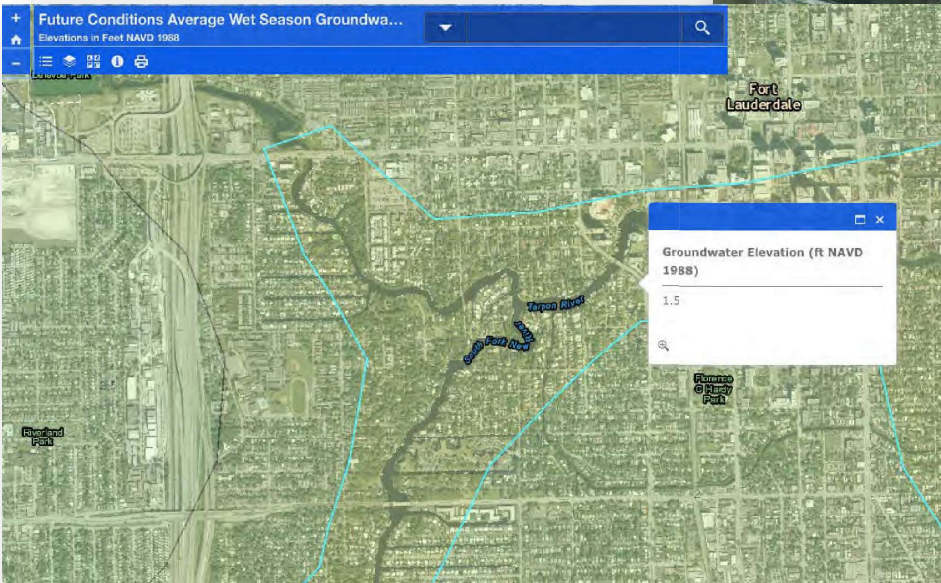 Future Conditions Average Wet Season Groundwa...
Elevations in Feet NAVD 1988
Fort
Lauderdale
Groundwater Elevation (ft NAVD
1988)
1.5
Tarpon River
South Fork New
River
Florence
C Hardy
Park
Riverland
Park